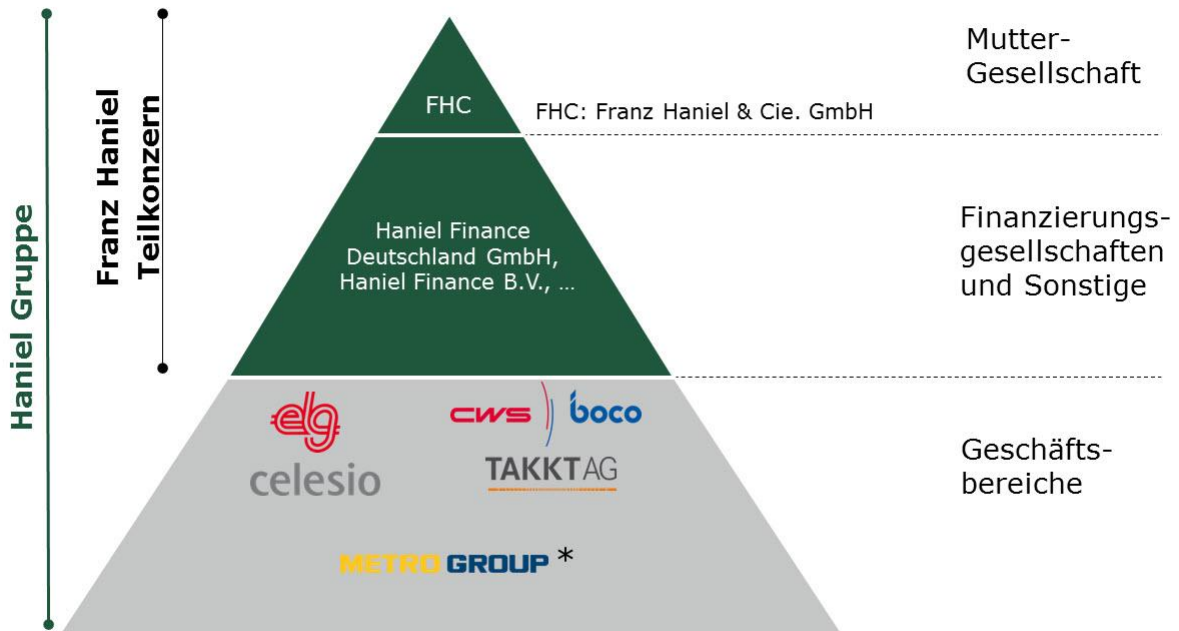 Haniel Gruppe
Franz Haniel
Teilkonzern
FHC
FHC: Franz Haniel & Cie. GmbH
Mutter-
Gesellschaft
Haniel Finance
Deutschland GmbH,
Haniel Finance B.V., ...
Finanzierungs-
gesellschaften
und Sonstige
elg
cws boco
celesio
TAKKT AG
METRO GROUP *
Geschäfts-
bereiche